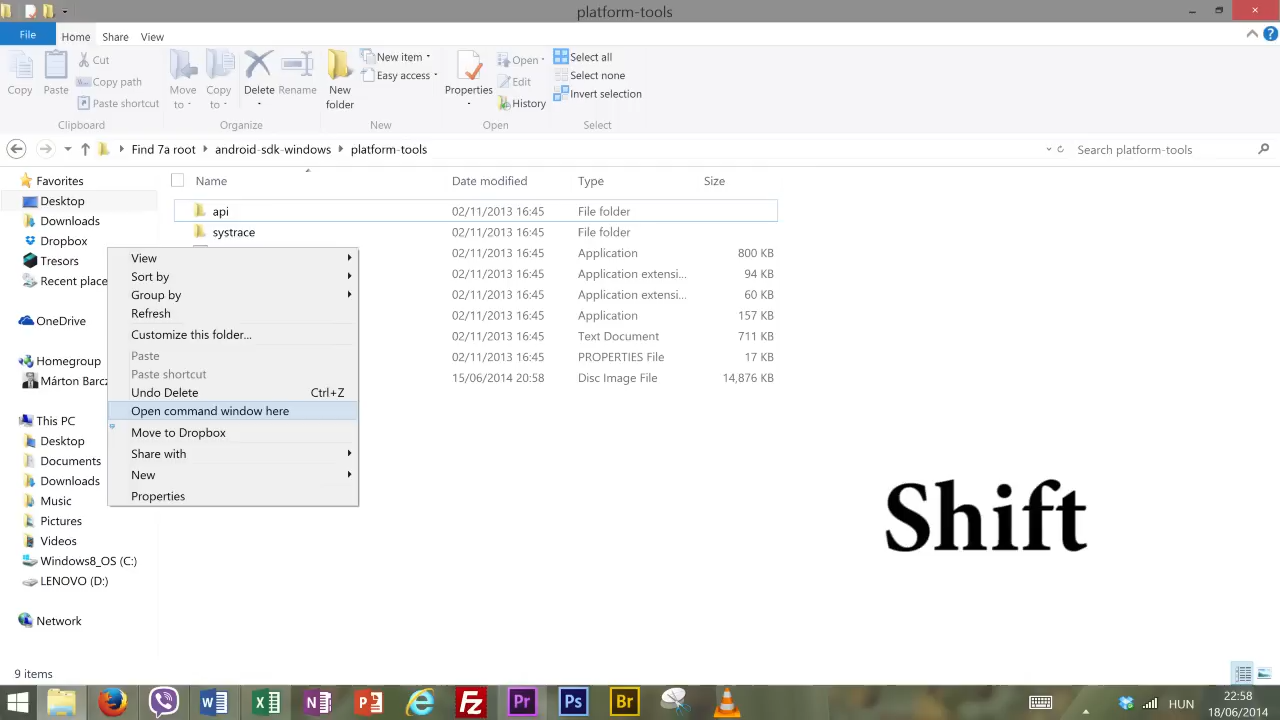 platform-tools
File Home Share View
Copy Paste Cut Copy path Paste shortcut
Clipboard
Move to Copy to Delete Rename
Organize
New folder New item Easy access
New
Properties Open Edit History
Open
Select all
Select none
Invert selection
Select
Find 7a root android-sdk-windows platform-tools Search platform-tools
Name Date modified Type Size
api 02/11/2013 16:45 File folder
systrace 02/11/2013 16:45 File folder
02/11/2013 16:45 Application 800 KB
02/11/2013 16:45 Application extensi... 94 KB
02/11/2013 16:45 Application extensi... 60 KB
02/11/2013 16:45 Application 157 KB
02/11/2013 16:45 Text Document 711 KB
02/11/2013 16:45 PROPERTIES File 17 KB
15/06/2014 20:58 Disc Image File 14,876 KB
Favorites
Desktop
Downloads
Dropbox
Tresors
Recent place
OneDrive
Homegroup
Márton Barcz
This PC
Desktop
Documents
Downloads
Music
Pictures
Videos
Windows8_OS (C:)
LENOVO (D:)
Network
View
Sort by
Group by
Refresh
Customize this folder...
Paste
Paste shortcut
Undo Delete Ctrl+Z
Open command window here
Move to Dropbox
Share with
New
Properties
Shift
9 items
Pr Ps Br
HUN
22:58
18/06/2014